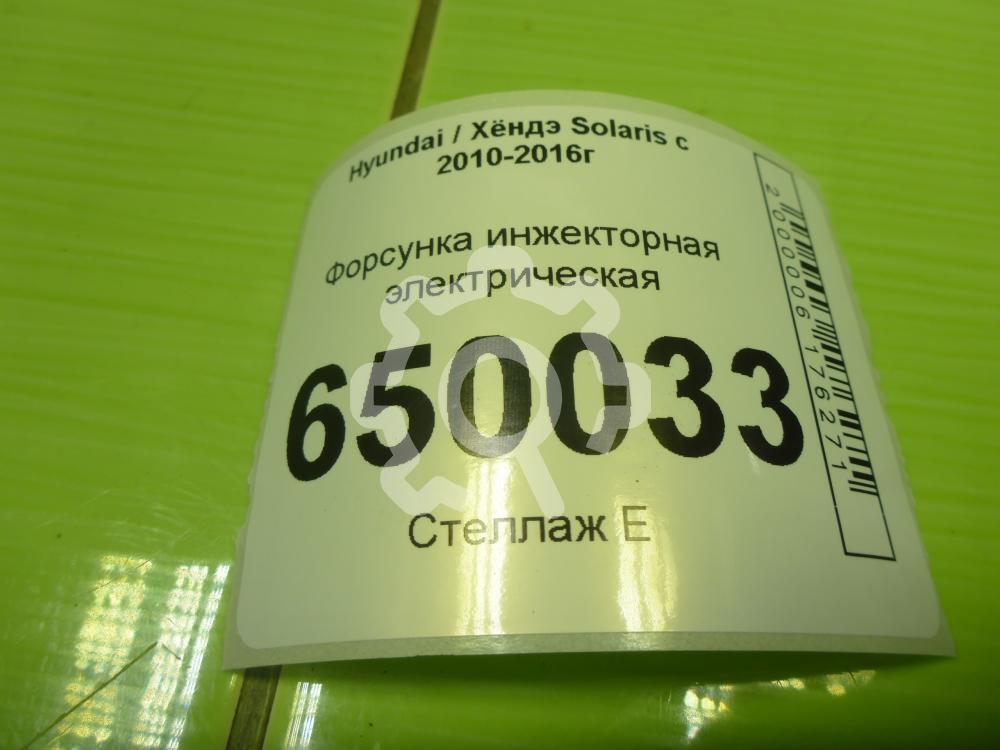 Hyundai / Хёндэ Solaris с
2010-2016г
Форсунка инжекторная
электрическая
650033
Стеллаж Е
2000006176271